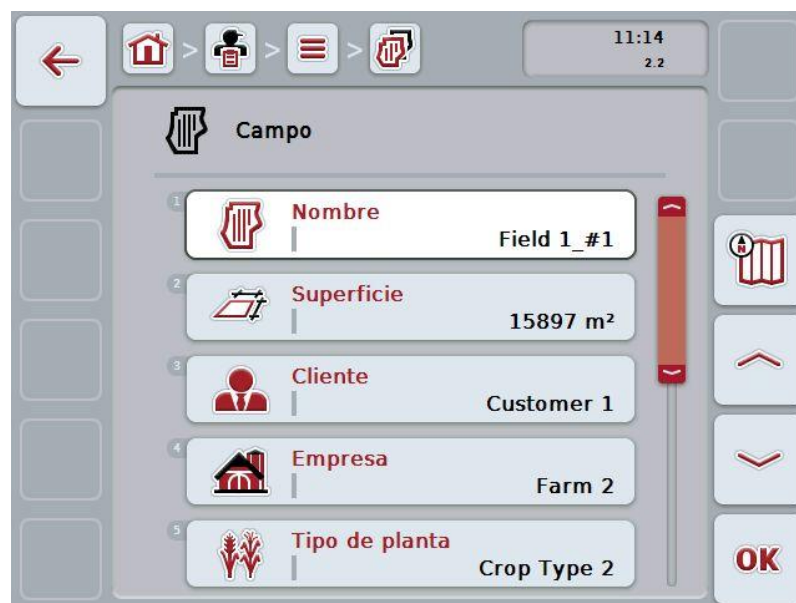 11:14
2.2
Campo
1
Nombre
Field 1_#1
2
Superficie
15897 m²
3
Cliente
Customer 1
4
Empresa
Farm 2
5
Tipo de planta
Crop Type 2
N
OK